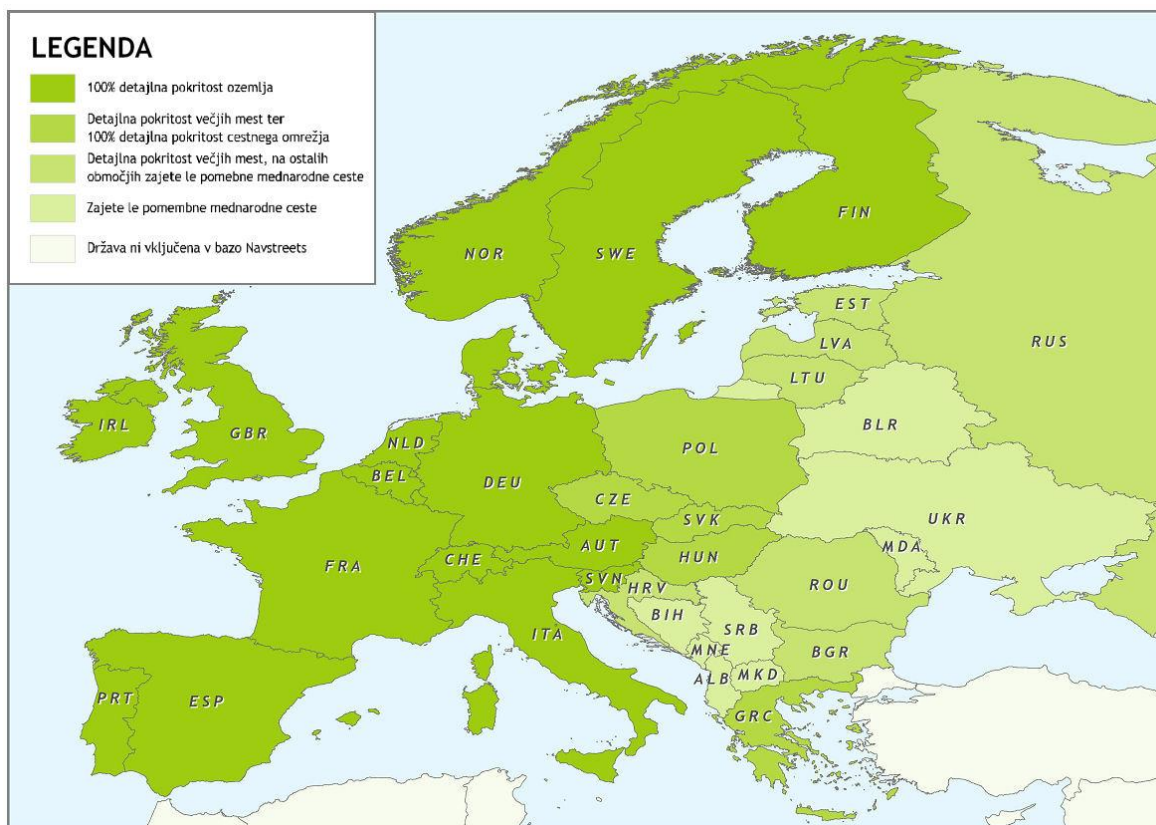 LEGENDA
100% detajlna pokritost ozemlja
Detajlna pokritost večjih mest ter
100% detajlna pokritost cestnega omrežja
Detajlna pokritost večjih mest, na ostalih
območjih zajete le pomebne mednarodne ceste
Zajete le pomembne mednarodne ceste
Država ni vključena v bazo Navstreets
FIN
NOR
SWE
EST
RUS
LVA
LTU
IRL
GBR
BLR
NLD
POL
BEL
DEU
CZE
SVK
UKR
AUT
MDA
HUN
CHE
FRA
SVN
HRV
ROU
BIH
SRB
ITA
MNE
BGR
ALB
MKD
PRT
ESP
GRC